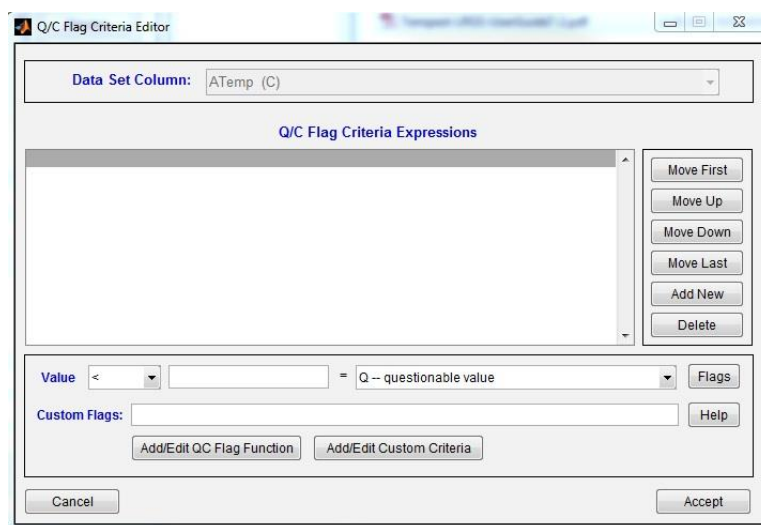 Q/C Flag Criteria Editor
Data Set Column: ATemp (C)
Q/C Flag Criteria Expressions
Move First
Move Up
Move Down
Move Last
Add New
Delete
Value < = Q -- questionable value Flags
Custom Flags: Help
Add/Edit QC Flag Function Add/Edit Custom Criteria
Cancel Accept